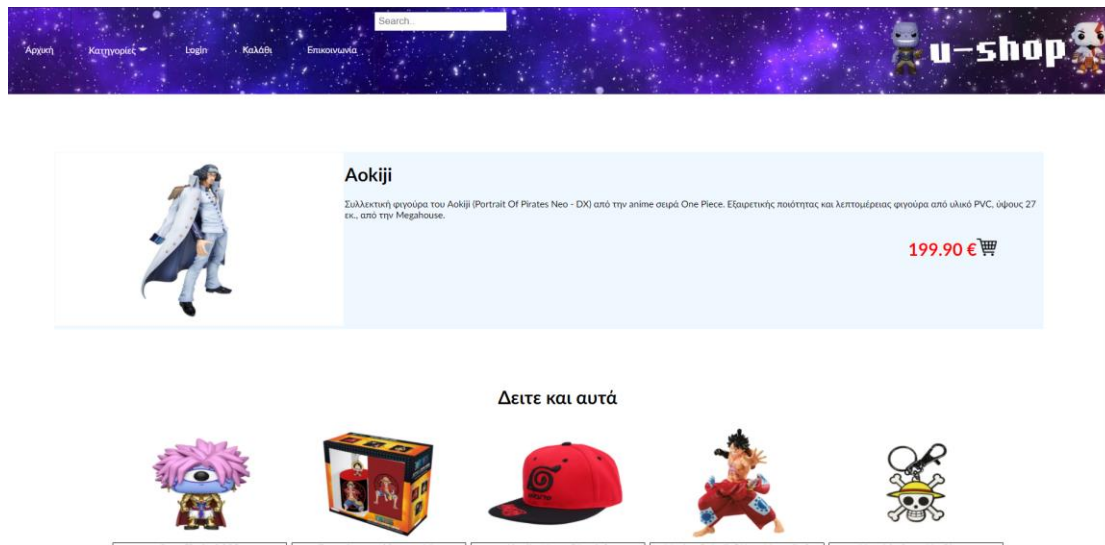 Search..
Αρχική
Κατηγορίες
Login
Καλάθι
Επικοινωνία
u-shop
Aokiji
Συλλεκτική φιγούρα του Aokiji (Portrait Of Pirates Neo - DX) από την anime σειρά One Piece. Εξαιρετικής ποιότητας και λεπτομέρειας φιγούρα από υλικό PVC, ύψους 27
εκ., από την Megahouse.
199.90 €
Δειτε και αυτά